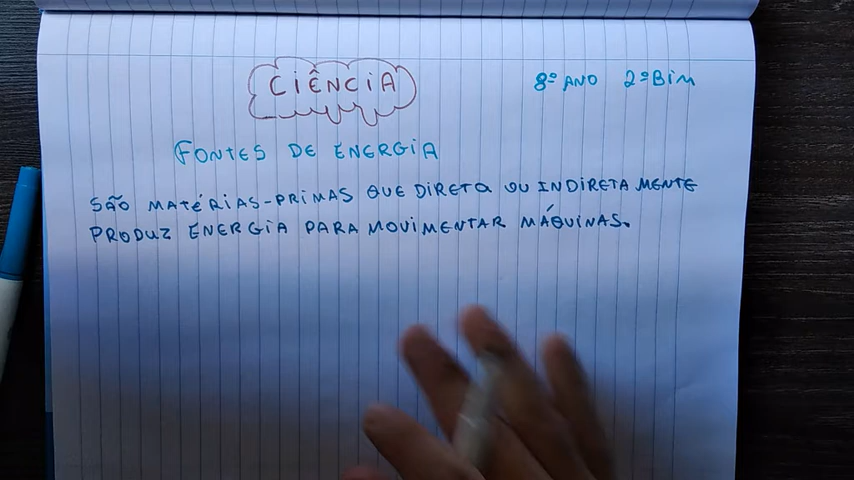 CIÊNCIA
8º ANO 2º BIM
FONTES DE ENERGIA
SÃO MATÉRIAS-PRIMAS QUE DIRETA OU INDIRETAMENTE
PRODUZ ENERGIA PARA MOVIMENTAR MÁQUINAS.